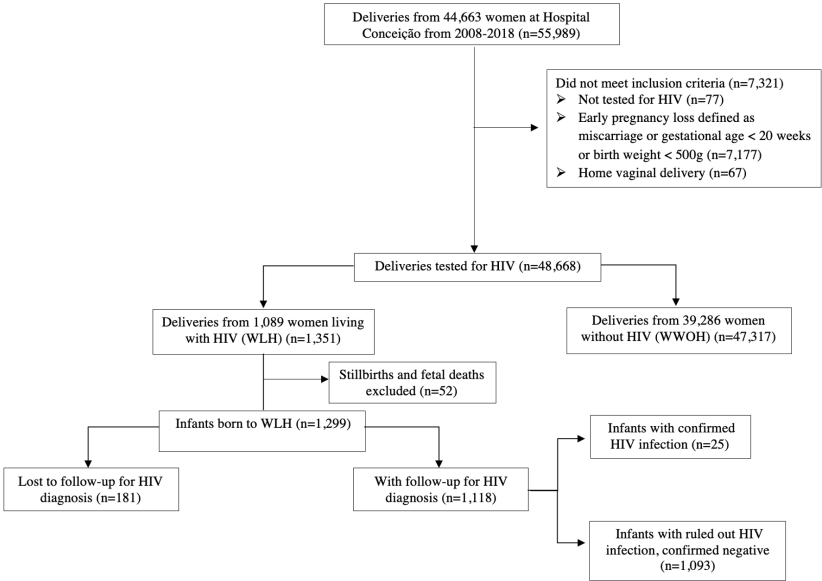 Deliveries from 44,663 women at Hospital
Conceição from 2008-2018 (n=55,989)
Did not meet inclusion criteria (n=7,321)
➢ Not tested for HIV (n=77)
➢ Early pregnancy loss defined as
miscarriage or gestational age < 20 weeks
or birth weight < 500g (n=7,177)
➢ Home vaginal delivery (n=67)
Deliveries tested for HIV (n=48,668)
Deliveries from 1,089 women living
with HIV (WLH) (n=1,351)
Deliveries from 39,286 women
without HIV (WWOH) (n=47,317)
Stillbirths and fetal deaths
excluded (n=52)
Infants born to WLH (n=1,299)
Infants with confirmed
HIV infection (n=25)
Lost to follow-up for HIV
diagnosis (n=181)
With follow-up for HIV
diagnosis (n=1,118)
Infants with ruled out HIV
infection, confirmed negative
(n=1,093)